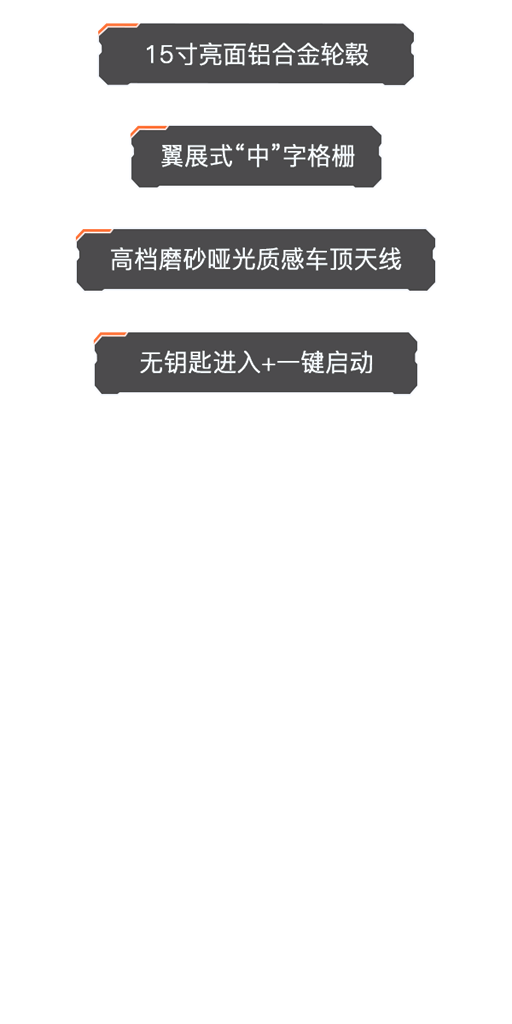 15寸亮面铝合金轮毂
翼展式“中”字格栅
高档磨砂哑光质感车顶天线
无钥匙进入+一键启动